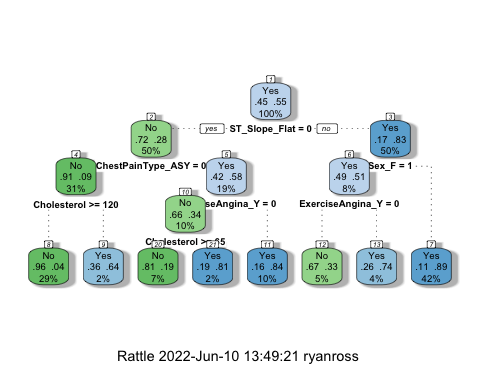 1
Yes
.45 .55
100%
yes ST_Slope_Flat = 0 no
2
No
.72 .28
50%
3
Yes
.17 .83
50%
ChestPainType_ASY = 0
Sex_F = 1
4
No
.91 .09
31%
5
Yes
.42 .58
19%
6
Yes
.49 .51
8%
Cholesterol >= 120
seAngina_Y = 0
ExerciseAngina_Y = 0
10
No
.66 .34
10%
8
No
.96 .04
29%
9
Yes
.36 .64
2%
20
No
.81 .19
7%
21
Yes
.19 .81
2%
11
Yes
.16 .84
10%
12
No
.67 .33
5%
13
Yes
.26 .74
4%
7
Yes
.11 .89
42%
Rattle 2022-Jun-10 13:49:21 ryanross